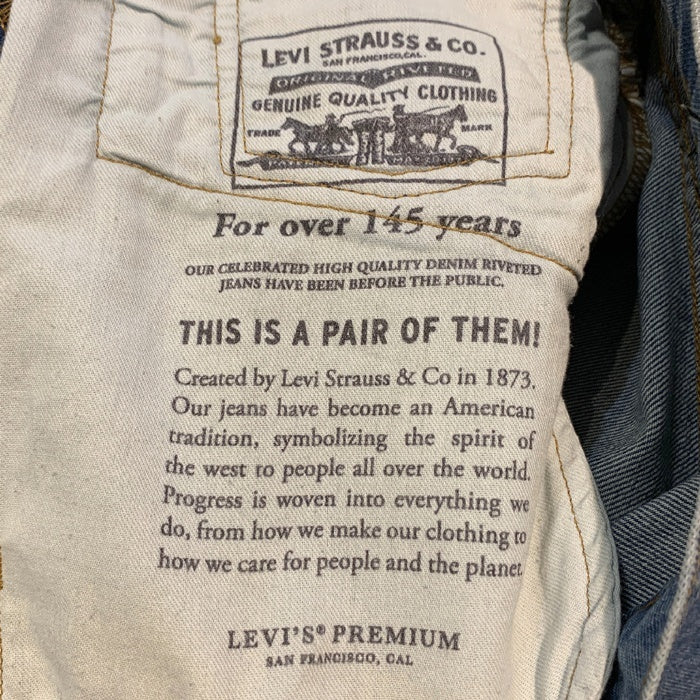 LEVI STRAUSS & CO.
SAN FRANCISCO, CAL.
ORIGINAL RIVETED
GENUINE QUALITY CLOTHING
TRADE MARK
For over 145 years
OUR CELEBRATED HIGH QUALITY DENIM RIVETED
JEANS HAVE BEEN BEFORE THE PUBLIC.
THIS IS A PAIR OF THEM!
Created by Levi Strauss & Co in 1873.
Our jeans have become an American
tradition, symbolizing the spirit of
the west to people all over the world.
Progress is woven into everything we
do, from how we make our clothing to
how we care for people and the planet.
LEVI'S® PREMIUM
SAN FRANCISCO, CAL